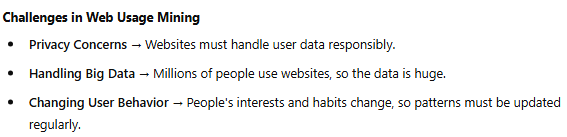 Challenges in Web Usage Mining
• Privacy Concerns → Websites must handle user data responsibly.
• Handling Big Data → Millions of people use websites, so the data is huge.
• Changing User Behavior → People's interests and habits change, so patterns must be updated
regularly.